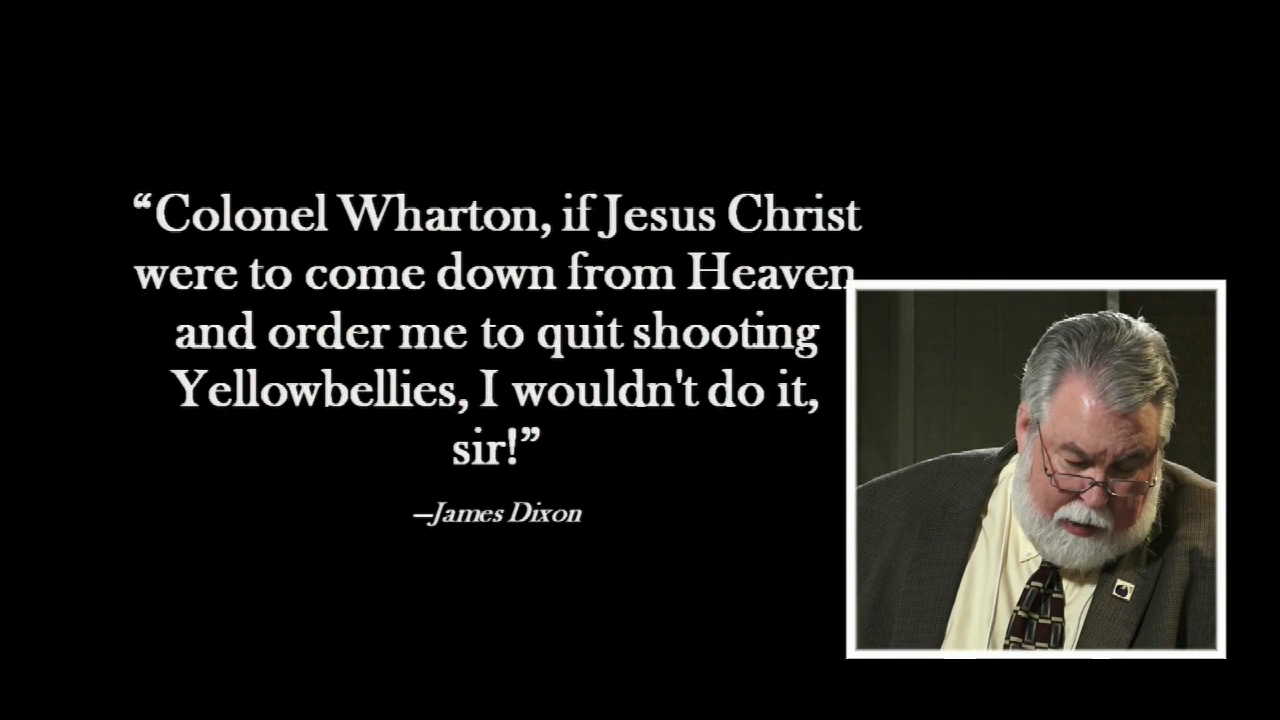 “Colonel Wharton, if Jesus Christ
were to come down from Heaven
and order me to quit shooting
Yellowbellies, I wouldn't do it,
sir!”
–James Dixon